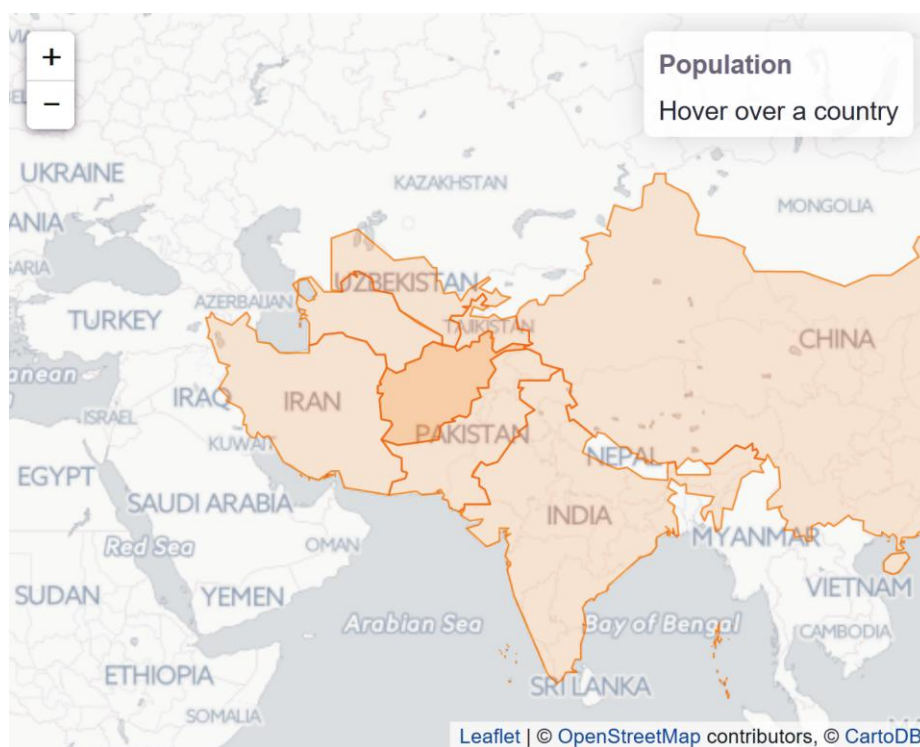 +
−
Population
Hover over a country
UKRAINE
KAZAKHSTAN
MONGOLIA
ANIA
ARIA
UZBEKISTAN
AZERBAIJAN
TURKEY
TAJIKISTAN
CHINA
anean
IRAQ
IRAN
ISRAEL
KUWAIT
PAKISTAN
NEPAL
EGYPT
SAUDI ARABIA
INDIA
MYANMAR
Red Sea
OMAN
SUDAN
YEMEN
VIETNAM
Arabian Sea
Bay of Bengal
CAMBODIA
ETHIOPIA
SRI LANKA
SOMALIA
Leaflet | © OpenStreetMap contributors, © CartoDB